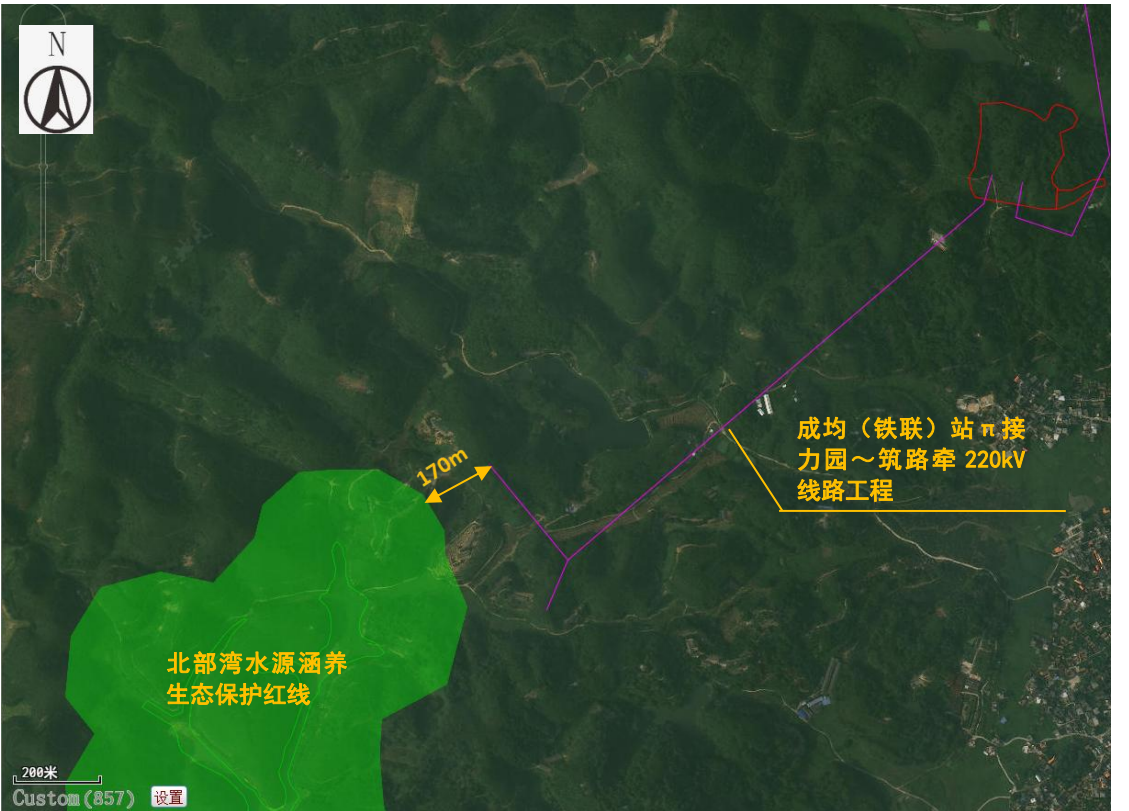 N
170m
成均（铁联）站π接
力园～筑路牵 220kV
线路工程
北部湾水源涵养
生态保护红线
200米
Custom(857)
设置